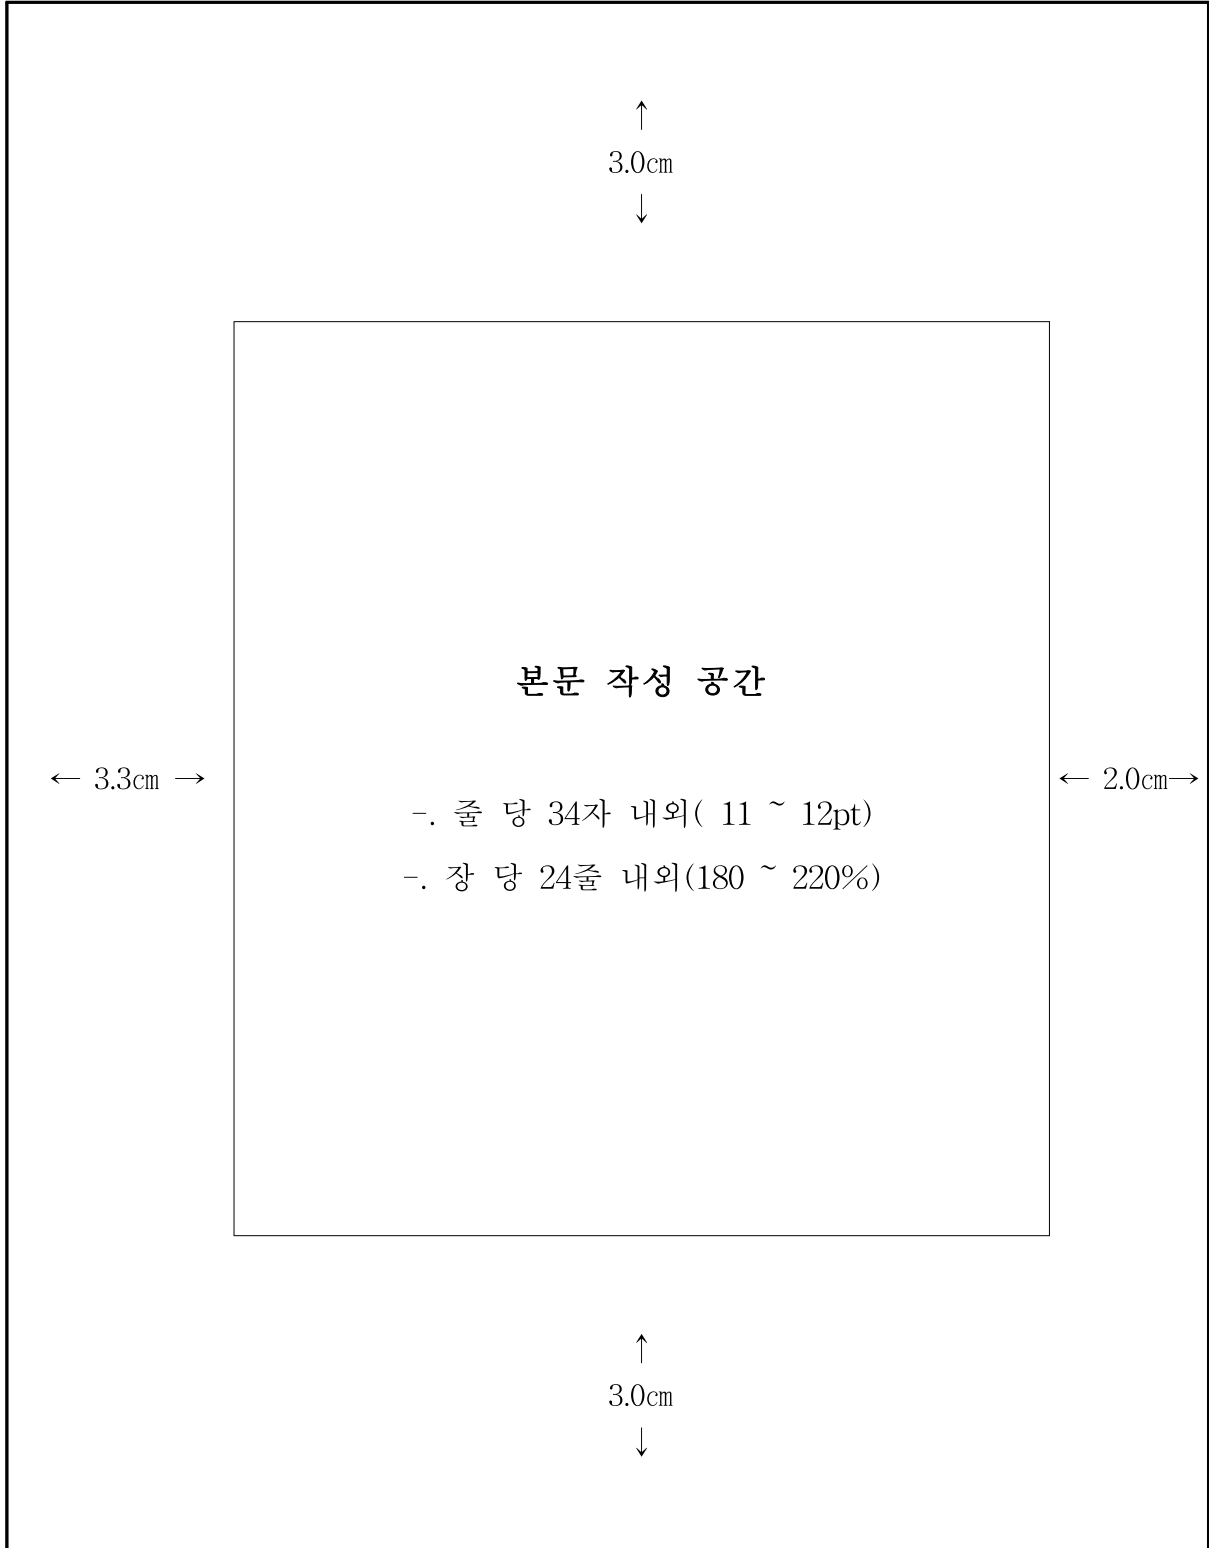 ↑
3.0㎝
↓
본문 작성 공간
← 3.3㎝ →
← 2.0㎝→
-. 줄 당 34자 내외( 11 ~ 12pt)
-. 장 당 24줄 내외(180 ~ 220%)
↑
3.0㎝
↓